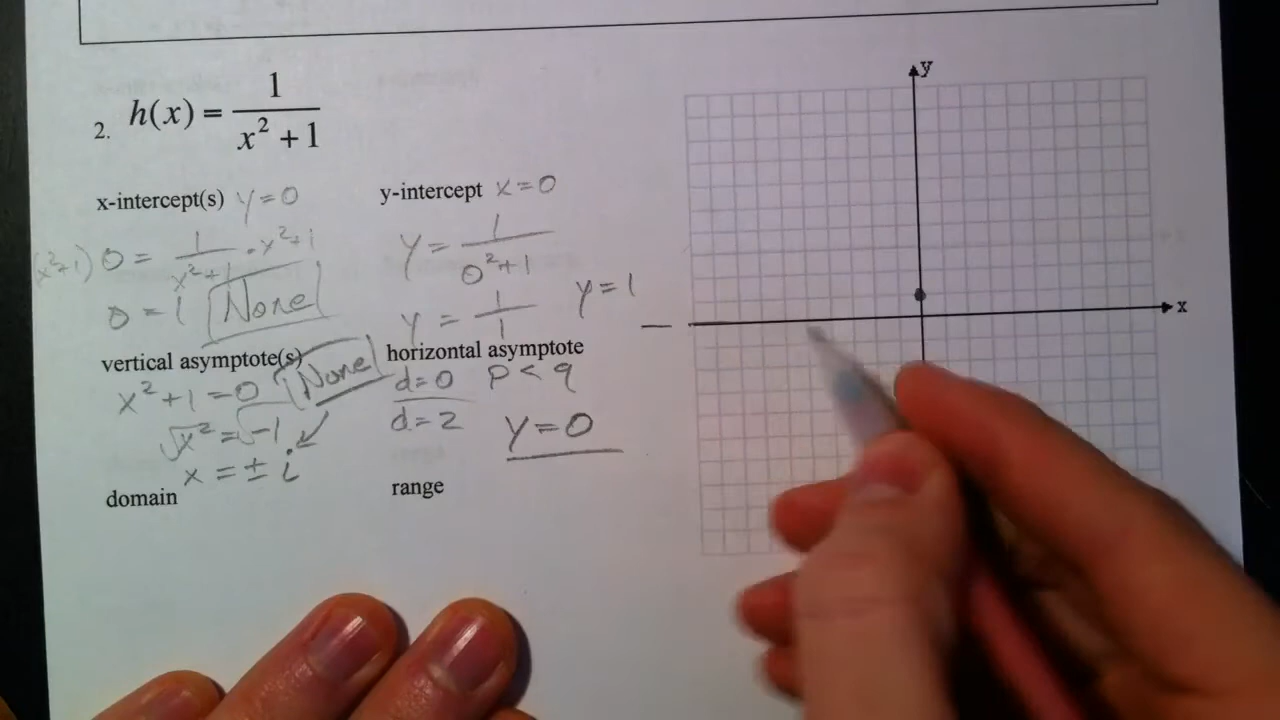 2. h(x) = 1/(x² + 1)
x-intercept(s) y = 0
(x²+1) 0 = 1/(x²+1) · x²+1
0 = 1 None
y-intercept x = 0
y = 1/(0²+1)
y = 1/1 y = 1
vertical asymptote(s) None
x² + 1 = 0
√x² = √-1
x = ± i
horizontal asymptote
d = 0 p < q
d = 2 y = 0
domain
range
y
x